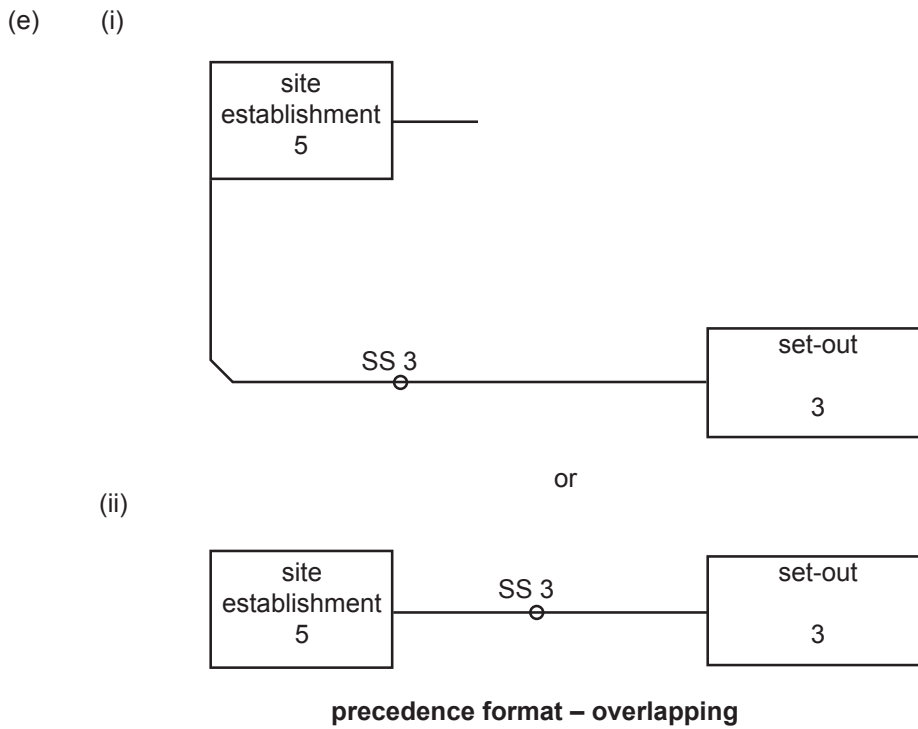 (e) (i)
site
establishment
5
SS 3
set-out
3
or
(ii)
site
establishment
5
SS 3
set-out
3
precedence format – overlapping